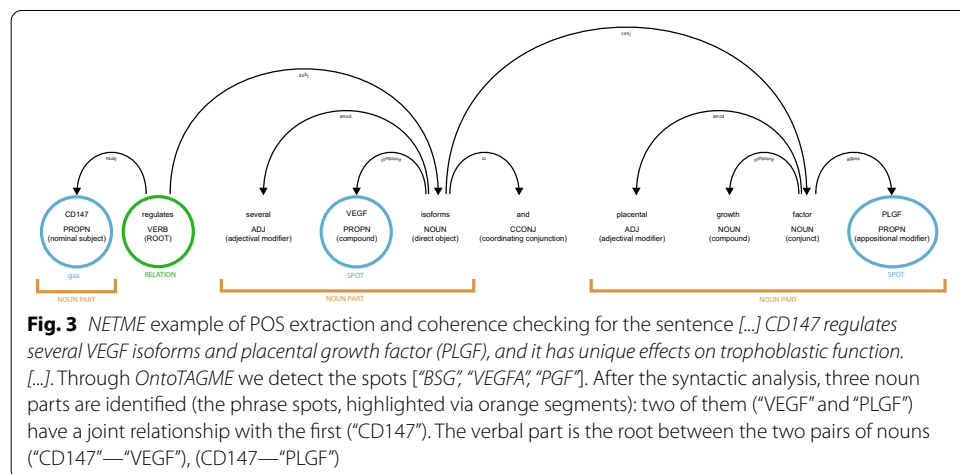 conj
dobj
amod
amod
nsubj
compound
cc
compound
appos
CD147 regulates several VEGF isoforms and placental growth factor PLGF
PROPN VERB ADJ PROPN NOUN CCONJ ADJ NOUN NOUN PROPN
(nominal subject) (ROOT) (adjectival modifier) (compound) (direct object) (coordinating conjunction) (adjectival modifier) (compound) (conjunct) (appositional modifier)
gaa RELATION SPOT SPOT
NOUN PART NOUN PART NOUN PART
Fig. 3 NETME example of POS extraction and coherence checking for the sentence [...] CD147 regulates
several VEGF isoforms and placental growth factor (PLGF), and it has unique effects on trophoblastic function.
[...]. Through OntoTAGME we detect the spots [“BSG”, “VEGFA”, “PGF”]. After the syntactic analysis, three noun
parts are identified (the phrase spots, highlighted via orange segments): two of them (“VEGF” and “PLGF”)
have a joint relationship with the first (“CD147”). The verbal part is the root between the two pairs of nouns
(“CD147”—“VEGF”), (CD147—“PLGF”)